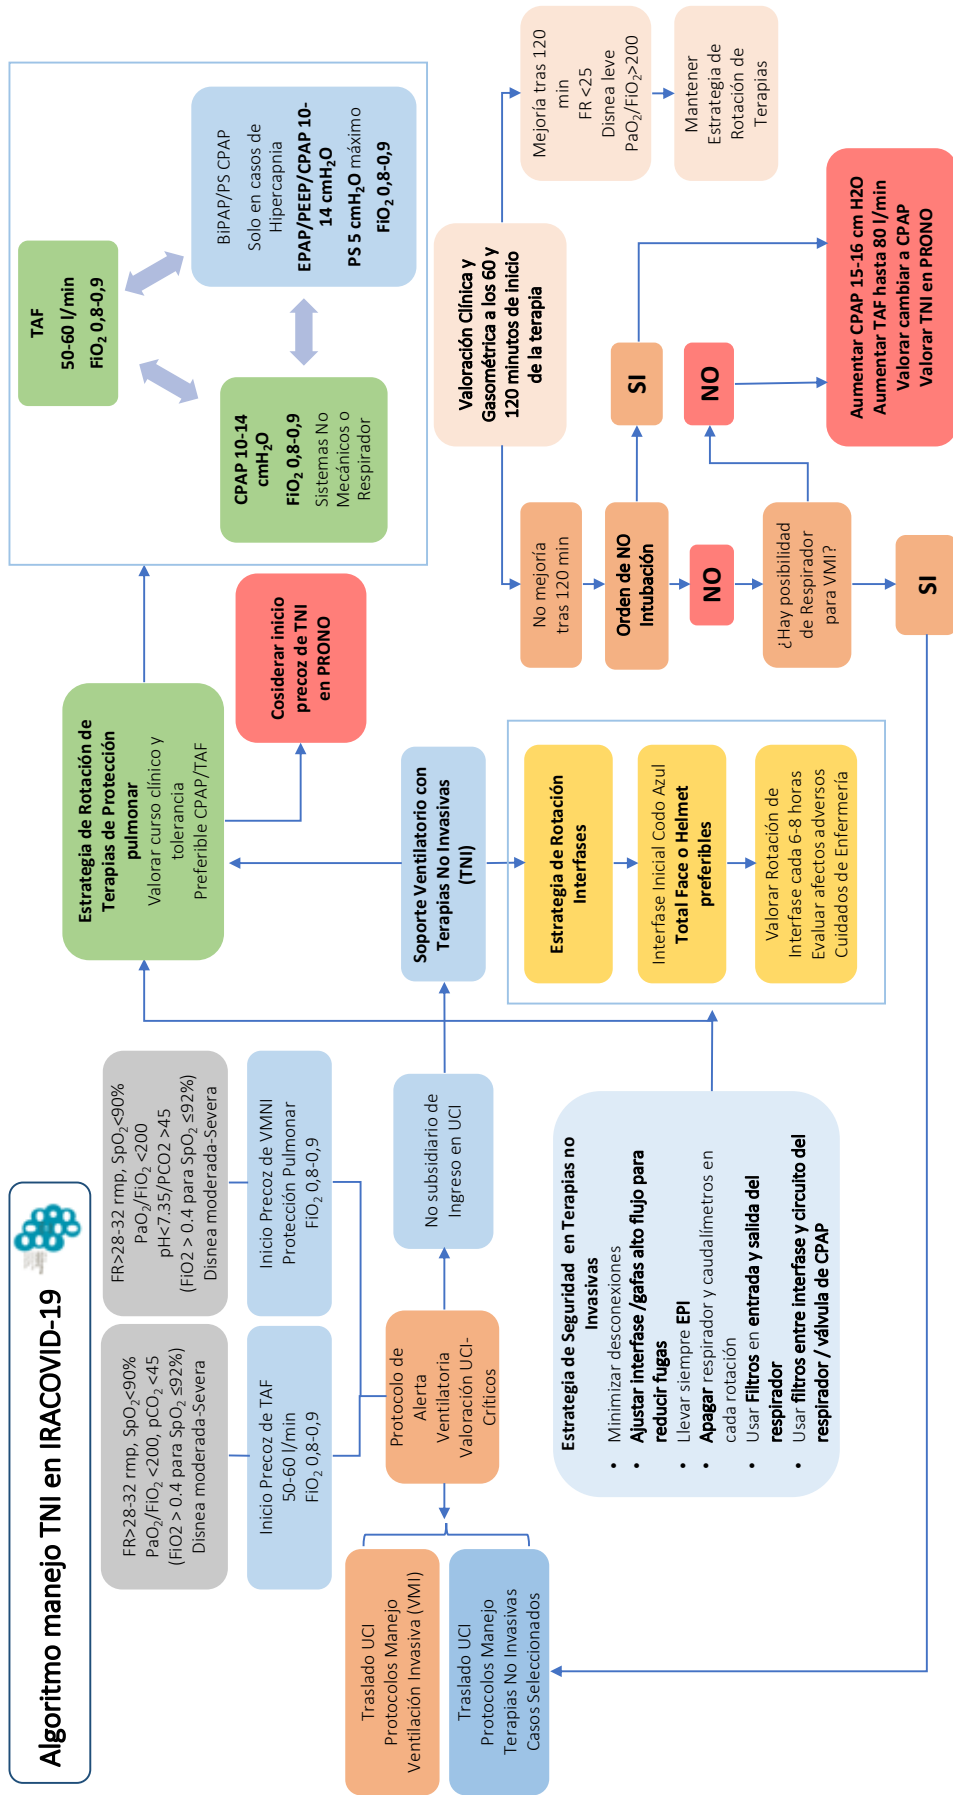 Algoritmo manejo TNI en IRACOVID-19
FR>28-32 rmp, SpO₂<90%
PaO₂/FiO₂ <200, pCO₂ <45
(FiO2 > 0.4 para SpO₂ ≤92%)
Disnea moderada-Severa
FR>28-32 rmp, SpO₂<90%
PaO₂/FiO₂ <200
pH<7.35/PCO2 >45
(FiO2 > 0.4 para SpO₂ ≤92%)
Disnea moderada-Severa
Inicio Precoz de TAF
50-60 l/min
FiO₂ 0,8-0,9
Inicio Precoz de VMNI
Protección Pulmonar
FiO₂ 0,8-0,9
Protocolo de
Alerta
Ventilatoria
Valoración UCI-
Críticos
Traslado UCI
Protocolos Manejo
Ventilación Invasiva (VMI)
Traslado UCI
Protocolos Manejo
Terapias No Invasivas
Casos Seleccionados
No subsidiario de
Ingreso en UCI
Estrategia de Seguridad en Terapias no
Invasivas
• Minimizar desconexiones
• Ajustar interfase /gafas alto flujo para
reducir fugas
• Llevar siempre EPI
• Apagar respirador y caudalímetros en
cada rotación
• Usar Filtros en entrada y salida del
respirador
• Usar filtros entre interfase y circuito del
respirador / válvula de CPAP
Estrategia de Rotación de
Terapias de Protección
pulmonar
Valorar curso clínico y
tolerancia
Preferible CPAP/TAF
Cosiderar inicio
precoz de TNI
en PRONO
Soporte Ventilatorio con
Terapias No Invasivas
(TNI)
Estrategia de Rotación
Interfases
Interfase Inicial Codo Azul
Total Face o Helmet
preferibles
Valorar Rotación de
Interfase cada 6-8 horas
Evaluar afectos adversos
Cuidados de Enfermería
TAF
50-60 l/min
FiO₂ 0,8-0,9
CPAP 10-14
cmH₂O
FiO₂ 0,8-0,9
Sistemas No
Mecánicos o
Respirador
BiPAP/PS CPAP
Solo en casos de
Hipercapnia
EPAP/PEEP/CPAP 10-
14 cmH₂O
PS 5 cmH₂O máximo
FiO₂ 0,8-0,9
Valoración Clínica y
Gasométrica a los 60 y
120 minutos de inicio
de la terapia
No mejoría
tras 120 min
Mejoría tras 120
min
FR <25
Disnea leve
PaO₂/FiO₂>200
Mantener
Estrategia de
Rotación de
Terapias
Orden de NO
Intubación
SI
NO
¿Hay posibilidad
de Respirador
para VMI?
NO
SI
Aumentar CPAP 15-16 cm H2O
Aumentar TAF hasta 80 l/min
Valorar cambiar a CPAP
Valorar TNI en PRONO